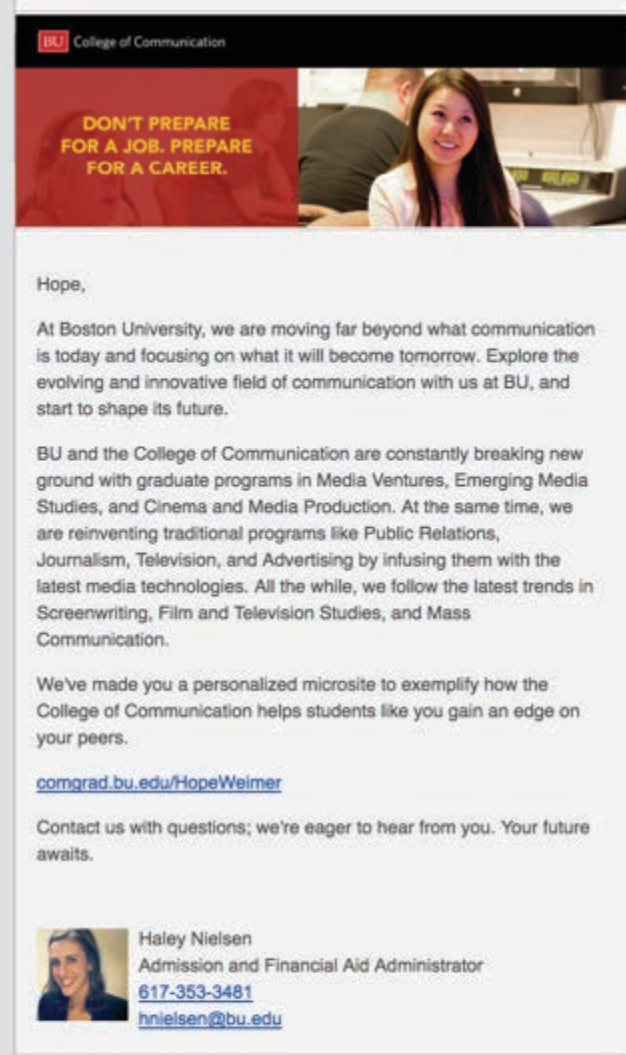 BU College of Communication
DON'T PREPARE
FOR A JOB. PREPARE
FOR A CAREER.
Hope,
At Boston University, we are moving far beyond what communication
is today and focusing on what it will become tomorrow. Explore the
evolving and innovative field of communication with us at BU, and
start to shape its future.
BU and the College of Communication are constantly breaking new
ground with graduate programs in Media Ventures, Emerging Media
Studies, and Cinema and Media Production. At the same time, we
are reinventing traditional programs like Public Relations,
Journalism, Television, and Advertising by infusing them with the
latest media technologies. All the while, we follow the latest trends in
Screenwriting, Film and Television Studies, and Mass
Communication.
We've made you a personalized microsite to exemplify how the
College of Communication helps students like you gain an edge on
your peers.
comgrad.bu.edu/HopeWeimer
Contact us with questions; we're eager to hear from you. Your future
awaits.
Haley Nielsen
Admission and Financial Aid Administrator
617-353-3481
hnielsen@bu.edu